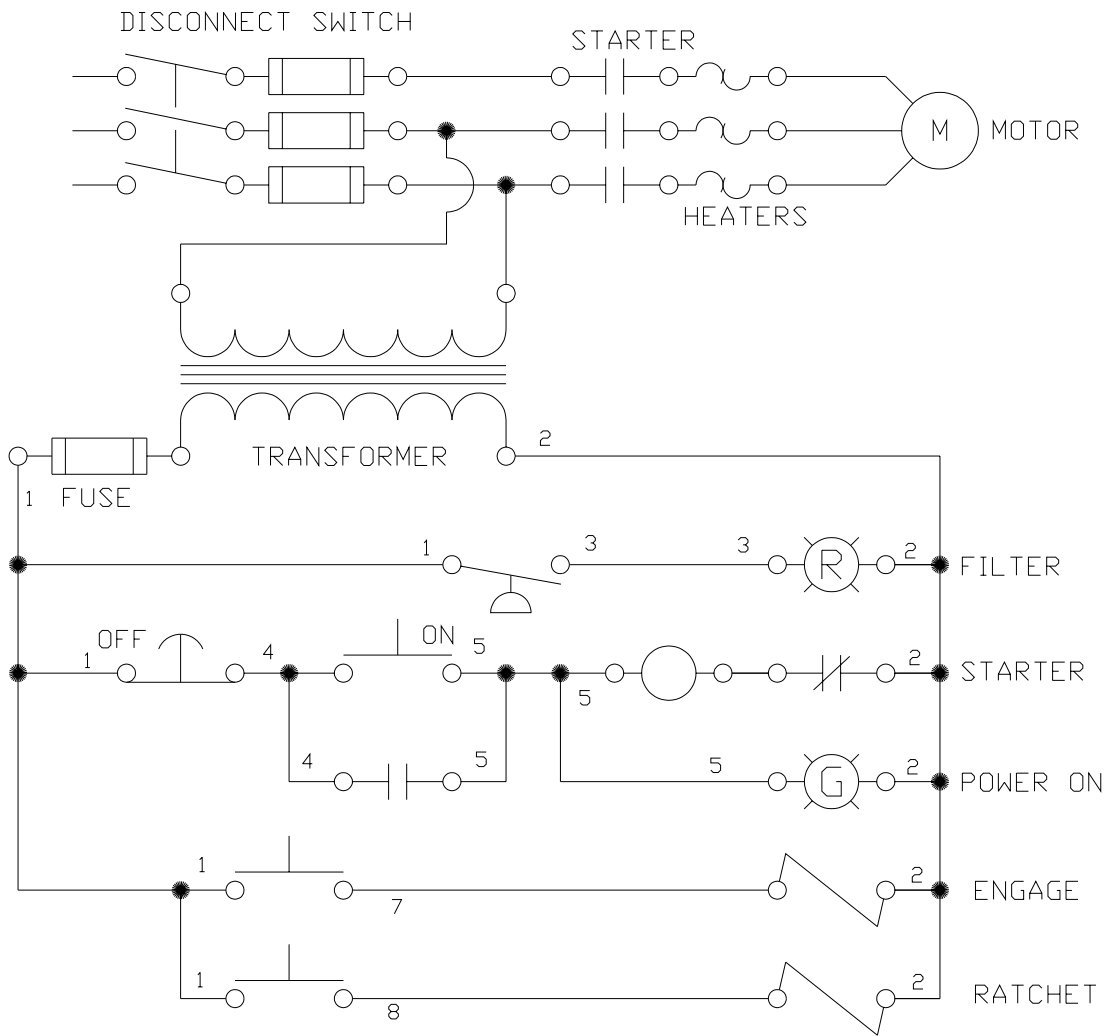 DISCONNECT SWITCH
STARTER
M MOTOR
HEATERS
2
TRANSFORMER
1 FUSE
1 3 3 R 2 FILTER
OFF ON
1 4 5 5 2 STARTER
4 5 5 G 2 POWER ON
1 7 2 ENGAGE
1 8 2 RATCHET